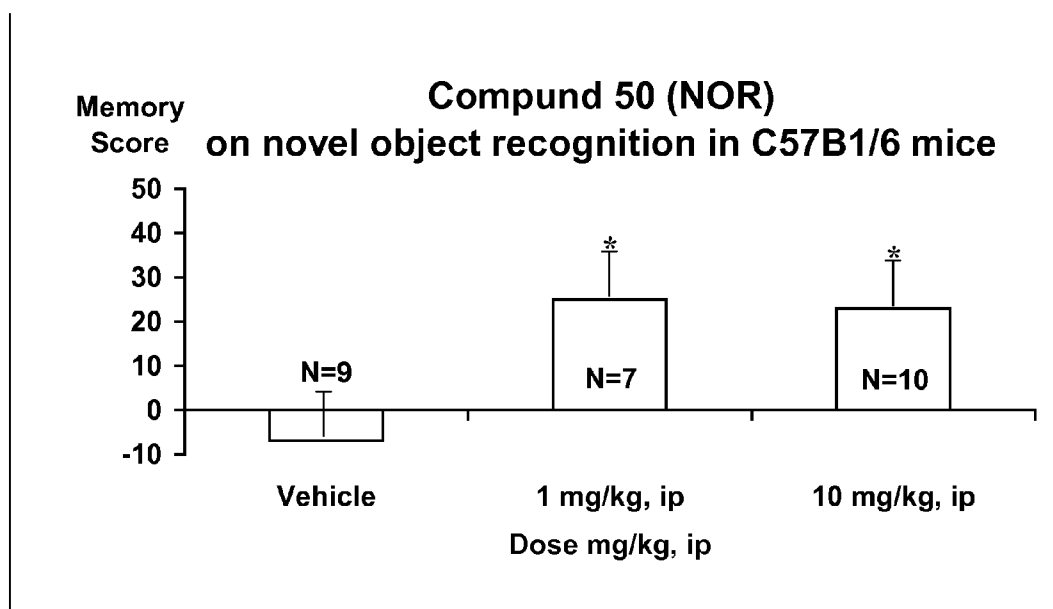 Compund 50 (NOR)
on novel object recognition in C57B1/6 mice
Memory
Score
50
40
30
20
10
0
-10
N=9
*
N=7
*
N=10
Vehicle
1 mg/kg, ip
10 mg/kg, ip
Dose mg/kg, ip